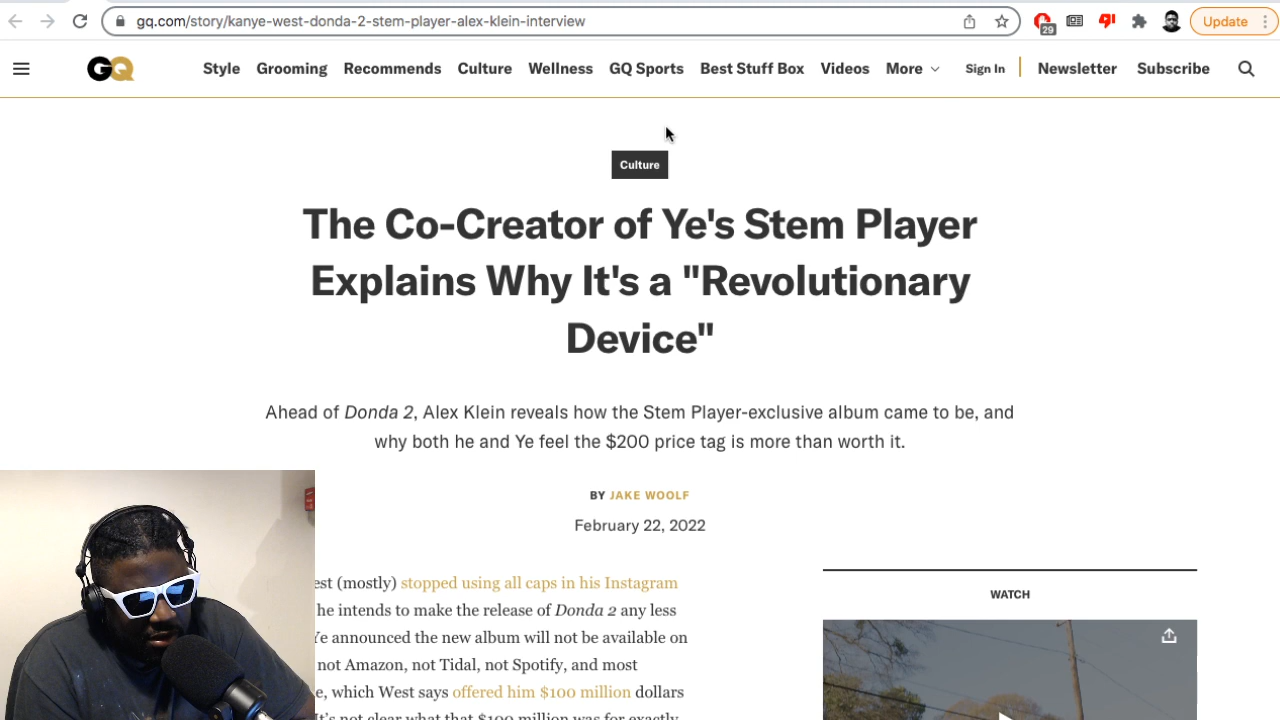 gq.com/story/kanye-west-donda-2-stem-player-alex-klein-interview
29
Update
GQ
Style
Grooming
Recommends
Culture
Wellness
GQ Sports
Best Stuff Box
Videos
More
Sign In
Newsletter
Subscribe
Culture
The Co-Creator of Ye's Stem Player
Explains Why It's a "Revolutionary
Device"
Ahead of Donda 2, Alex Klein reveals how the Stem Player-exclusive album came to be, and
why both he and Ye feel the $200 price tag is more than worth it.
BY JAKE WOOLF
February 22, 2022
est (mostly) stopped using all caps in his Instagram
he intends to make the release of Donda 2 any less
Ye announced the new album will not be available on
not Amazon, not Tidal, not Spotify, and most
e, which West says offered him $100 million dollars
It's not clear what that $100 million was for exactly
WATCH